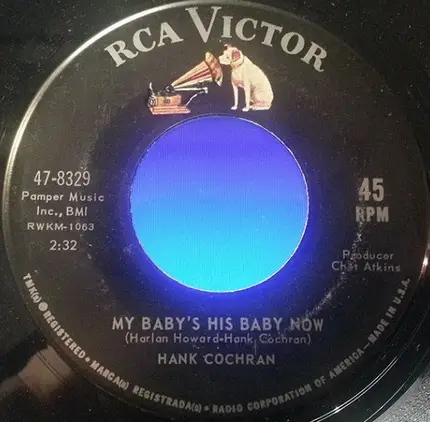 RCA VICTOR
47-8329
Pamper Music
Inc., BMI
RWKM-1063
2:32
45
RPM
Producer
Chet Atkins
MY BABY'S HIS BABY NOW
(Harlan Howard-Hank Cochran)
HANK COCHRAN
TMK(s) ® REGISTERED • MARCA(s) REGISTRADA(s) • RADIO CORPORATION OF AMERICA—MADE IN U.S.A.